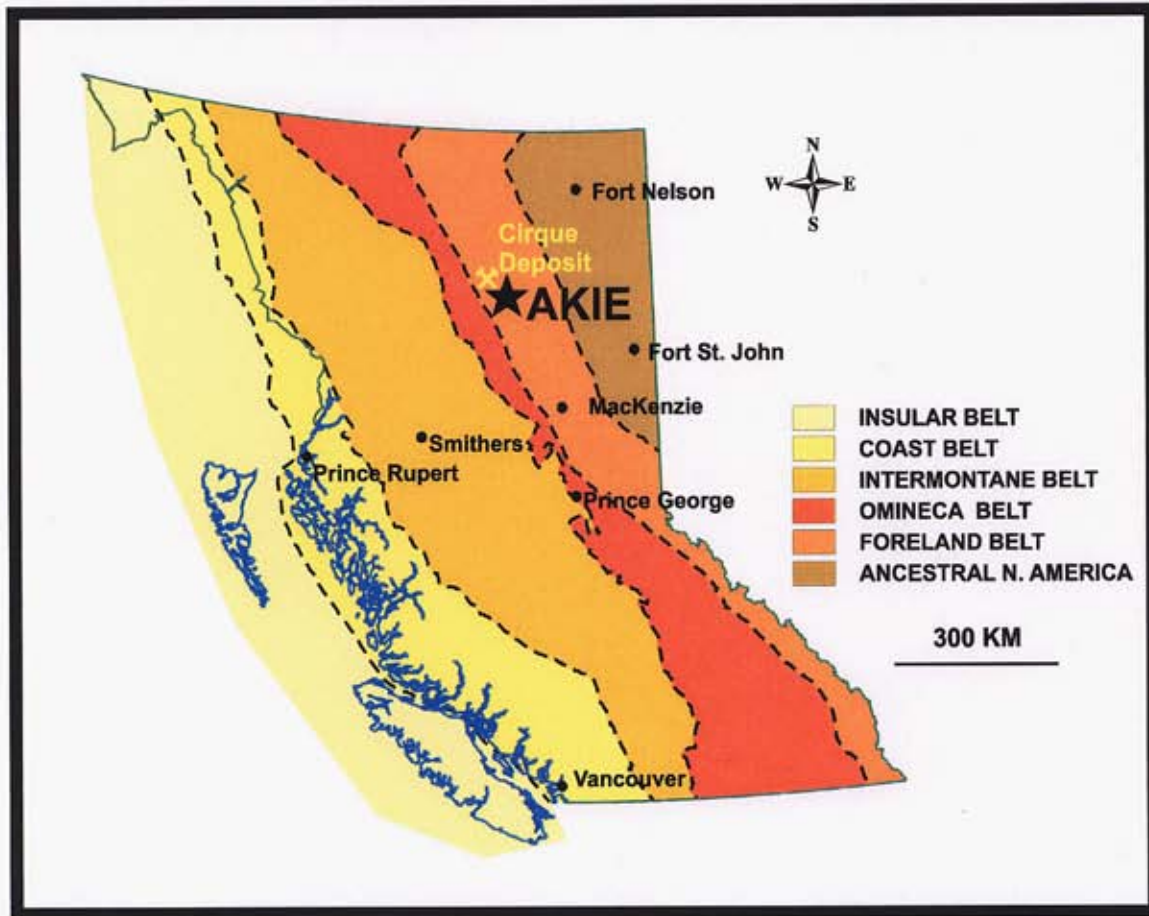 N
W E
S
Fort Nelson
Cirque
Deposit
AKIE
Fort St. John
MacKenzie
Smithers
Prince Rupert
Prince George
Vancouver
INSULAR BELT
COAST BELT
INTERMONTANE BELT
OMINECA BELT
FORELAND BELT
ANCESTRAL N. AMERICA
300 KM